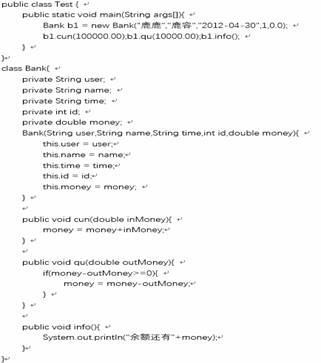 public class Test {
public static void main(String args[]){
Bank b1 = new Bank("鹿鹿","鹿容","2012-04-30",1,0.0);
b1.cun(100000.00);b1.qu(10000.00);b1.info();
}
}
class Bank{
private String user;
private String name;
private String time;
private int id;
private double money;
Bank(String user,String name,String time,int id,double money){
this.user = user;
this.name = name;
this.time = time;
this.id = id;
this.money = money;
}
public void cun(double inMoney){
money = money+inMoney;
}
public void qu(double outMoney){
if(money-outMoney>=0){
money = money-outMoney;
}
}
public void info(){
System.out.println("余额还有"+money);
}
}